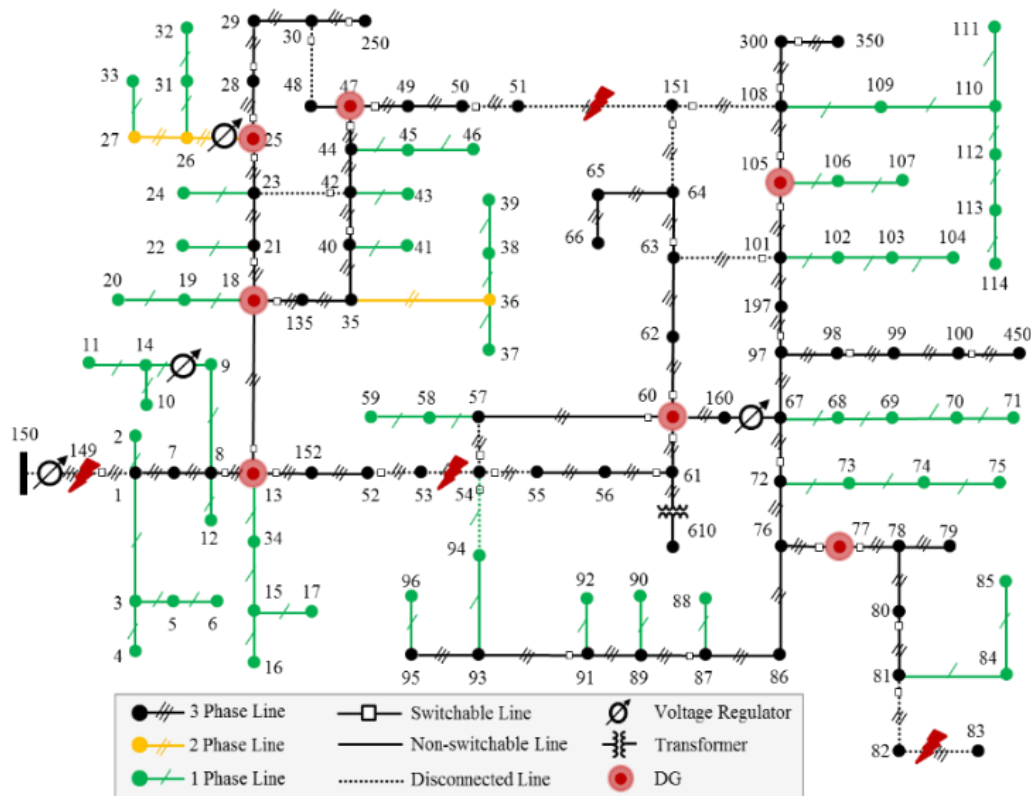 29 30 250
32
111
300 350
33 31 28 48 47 49 50 51 151 108 109 110
27 26 25 44 45 46 105 106 107 112
24 23 42 43 65 64 113
22 21 40 41 39 38 66 63 101 102 103 104 114
20 19 18 135 35 36 197
11 14 9 37 62 98 99 100 450
10 59 58 57 60 160 97 67 68 69 70 71
150 149 2 1 7 8 13 152 52 53 54 55 56 61 72 73 74 75
12 34 94 610 76 77 78 79
3 5 6 15 17 96 92 90 88 80 85
4 16 95 93 91 89 87 86 81 84
82 83
3 Phase Line Switchable Line Voltage Regulator
2 Phase Line Non-switchable Line Transformer
1 Phase Line Disconnected Line DG